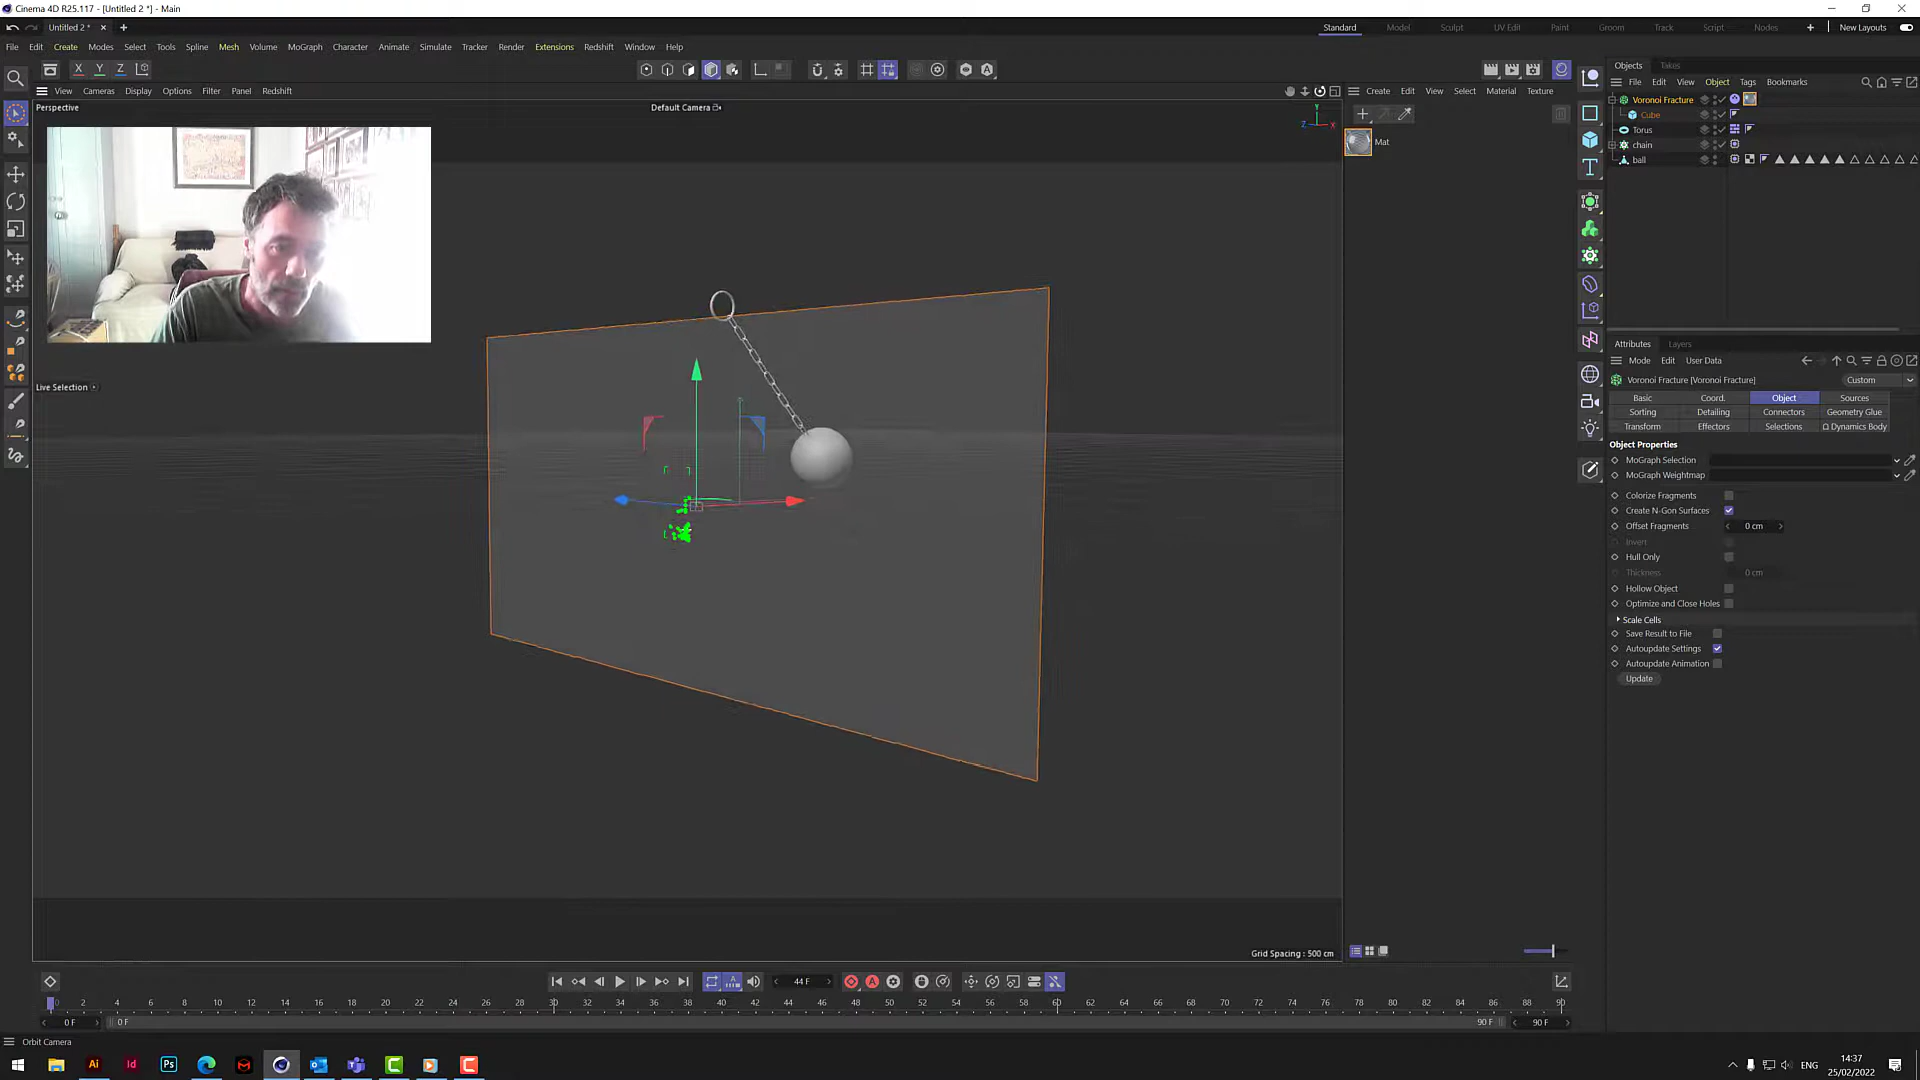 Cinema 4D R25.117 - [Untitled 2 *] - Main
Untitled 2 *
Standard Model Sculpt UV Edit Paint Groom Track Script Nodes New Layouts
File Edit Create Modes Select Tools Spline Mesh Volume MoGraph Character Animate Simulate Tracker Render Extensions Redshift Window Help
X Y Z
View Cameras Display Options Filter Panel Redshift
Perspective
Default Camera
Y
Z X
Live Selection
Grid Spacing : 500 cm
Create Edit View Select Material Texture
Mat
Objects Takes
File Edit View Object Tags Bookmarks
Voronoi Fracture
Cube
Torus
chain
ball
Attributes Layers
Mode Edit User Data
Voronoi Fracture [Voronoi Fracture]
Custom
Basic Coord. Object Sources
Sorting Detailing Connectors Geometry Glue
Transform Effectors Selections Dynamics Body
Object Properties
MoGraph Selection
MoGraph Weightmap
Colorize Fragments
Create N-Gon Surfaces
Offset Fragments 0 cm
Invert
Hull Only
Thickness 0 cm
Hollow Object
Optimize and Close Holes
Scale Cells
Save Result to File
Autoupdate Settings
Autoupdate Animation
Update
44 F
0 2 4 6 8 10 12 14 16 18 20 22 24 26 28 30 32 34 36 38 40 42 44 46 48 50 52 54 56 58 60 62 64 66 68 70 72 74 76 78 80 82 84 86 88 90
0 F 0 F 90 F 90 F
Orbit Camera
Ai Id Ps
ENG
14:37
25/02/2022